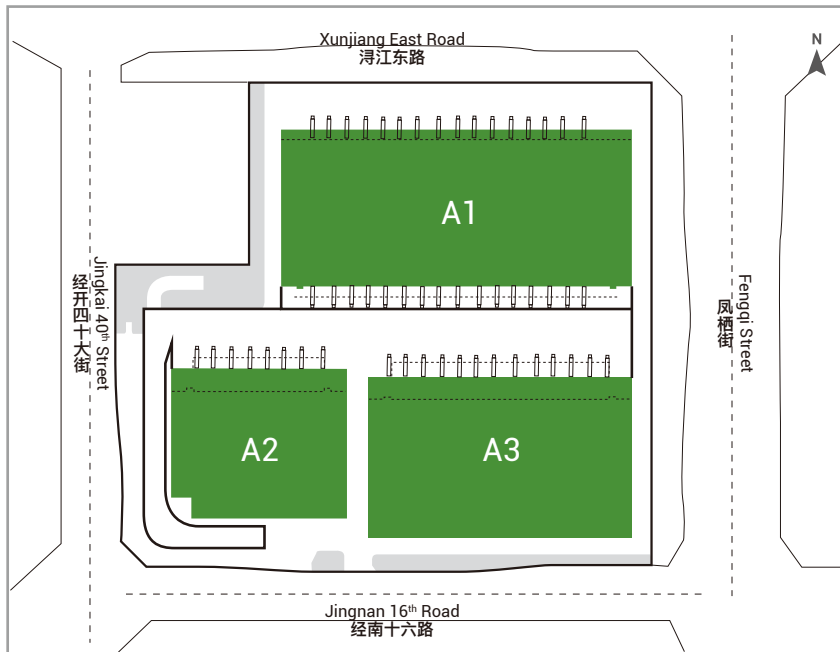 Xunjiang East Road
浔江东路
N
A1
Jingkai 40th Street
经开四十大街
Fengqi Street
凤栖街
A2
A3
Jingnan 16th Road
经南十六路